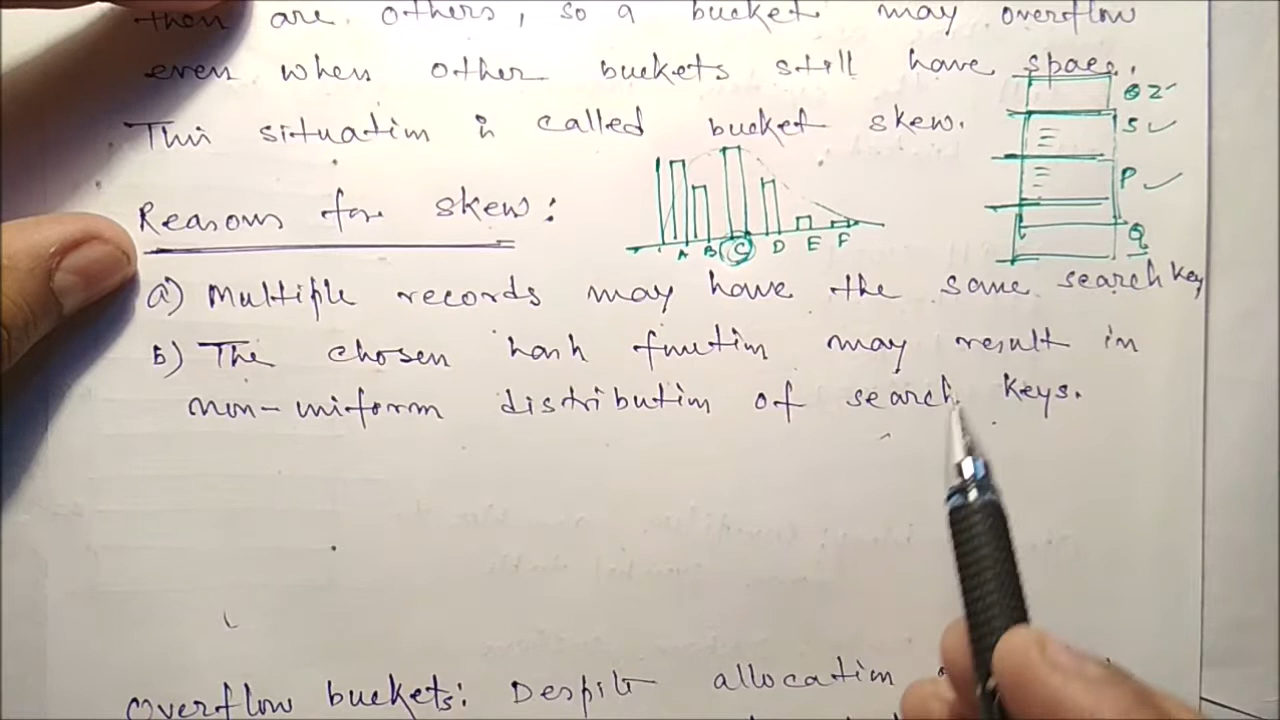 then are others, so a bucket may overflow
even when other buckets still have space.
This situation is called bucket skew.
Z
S
P
Q
Reasons for skew:
A B C D E F
a) Multiple records may have the same search key
b) The chosen hash function may result in
non-uniform distribution of search keys.
Overflow buckets: Despite allocation